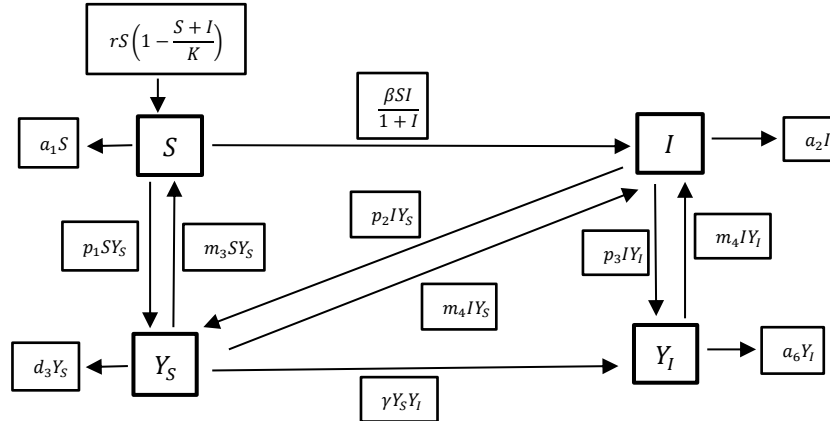 rS(1 − (S + I)/K)
βSI/(1 + I)
a₁S
S
I
a₂I
p₁SY_S
m₃SY_S
p₂IY_S
p₃IY_I
m₄IY_I
m₄IY_S
d₃Y_S
Y_S
Y_I
a₆Y_I
γY_SY_I